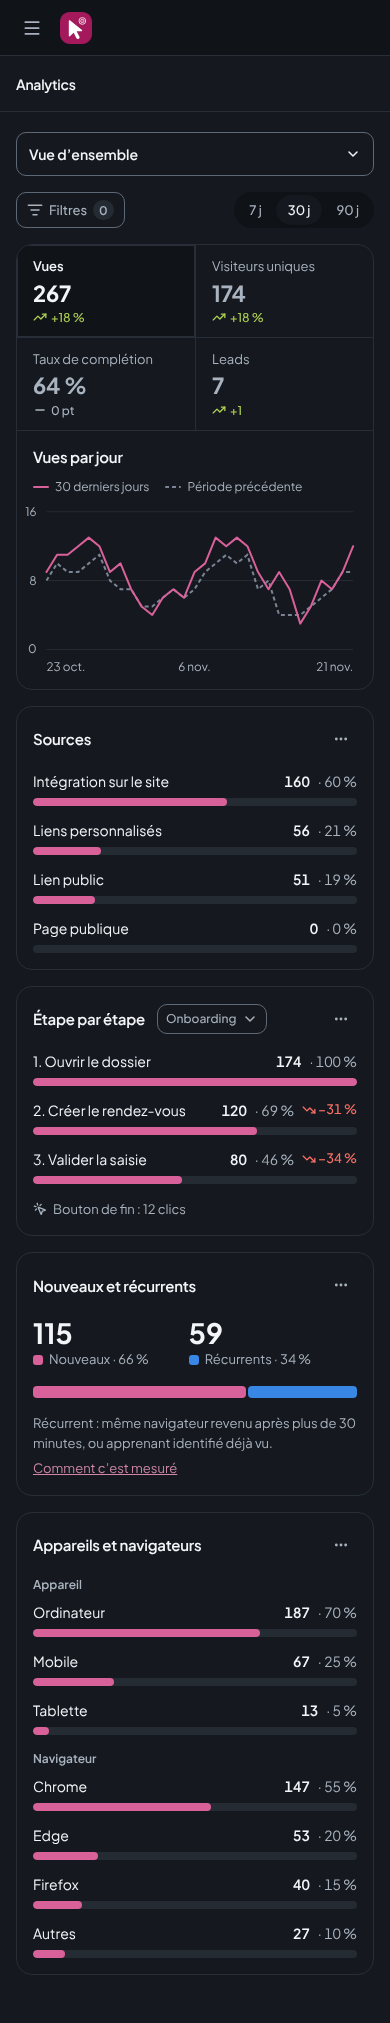 Analytics
Vue d’ensemble
Filtres 0
7 j 30 j 90 j
Vues
267
+18 %
Visiteurs uniques
174
+18 %
Taux de complétion
64 %
0 pt
Leads
7
+1
Vues par jour
30 derniers jours
Période précédente
16
8
0
23 oct.
6 nov.
21 nov.
Sources
Intégration sur le site 160 · 60 %
Liens personnalisés 56 · 21 %
Lien public 51 · 19 %
Page publique 0 · 0 %
Étape par étape
Onboarding
1. Ouvrir le dossier 174 · 100 %
2. Créer le rendez-vous 120 · 69 % −31 %
3. Valider la saisie 80 · 46 % −34 %
Bouton de fin : 12 clics
Nouveaux et récurrents
115
Nouveaux · 66 %
59
Récurrents · 34 %
Récurrent : même navigateur revenu après plus de 30
minutes, ou apprenant identifié déjà vu.
Comment c’est mesuré
Appareils et navigateurs
Appareil
Ordinateur 187 · 70 %
Mobile 67 · 25 %
Tablette 13 · 5 %
Navigateur
Chrome 147 · 55 %
Edge 53 · 20 %
Firefox 40 · 15 %
Autres 27 · 10 %